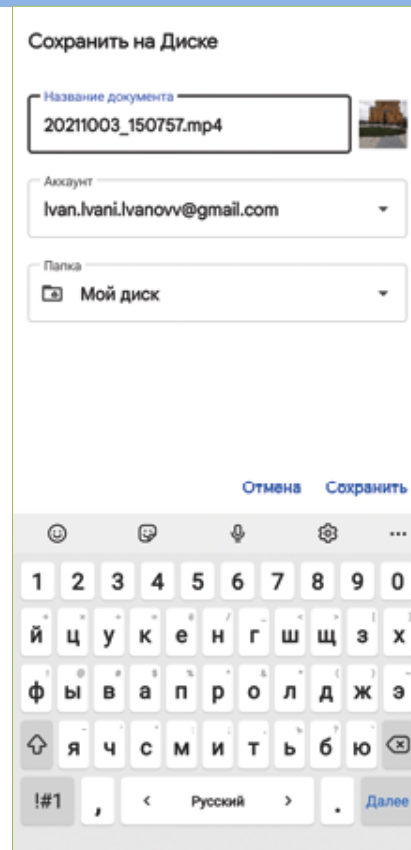 Сохранить на Диске
Название документа
20211003_150757.mp4
Аккаунт
Ivan.Ivani.Ivanovv@gmail.com
Папка
Мой диск
Отмена Сохранить
1 2 3 4 5 6 7 8 9 0
й ц у к е н г ш щ з х
ф ы в а п р о л д ж э
я ч с м и т ь б ю
!#1 , < Русский > . Далее